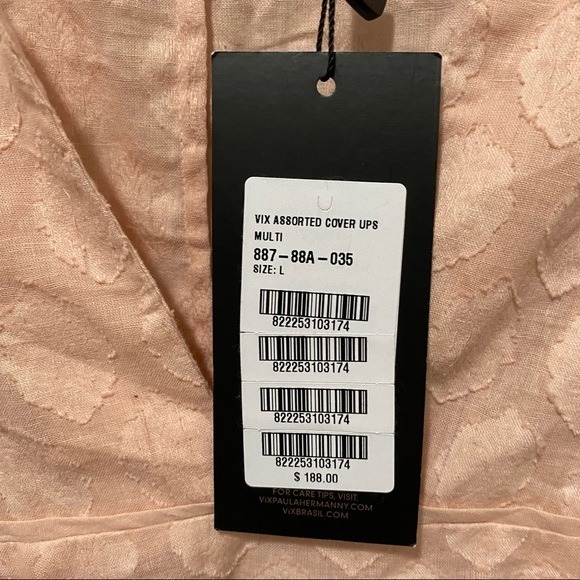 VIX ASSORTED COVER UPS
MULTI
887-88A-035
SIZE: L
822253103174
822253103174
822253103174
822253103174
$ 188.00
FOR CARE TIPS, VISIT
ViXPAULAHERMANNY.COM
ViXBRASIL.COM